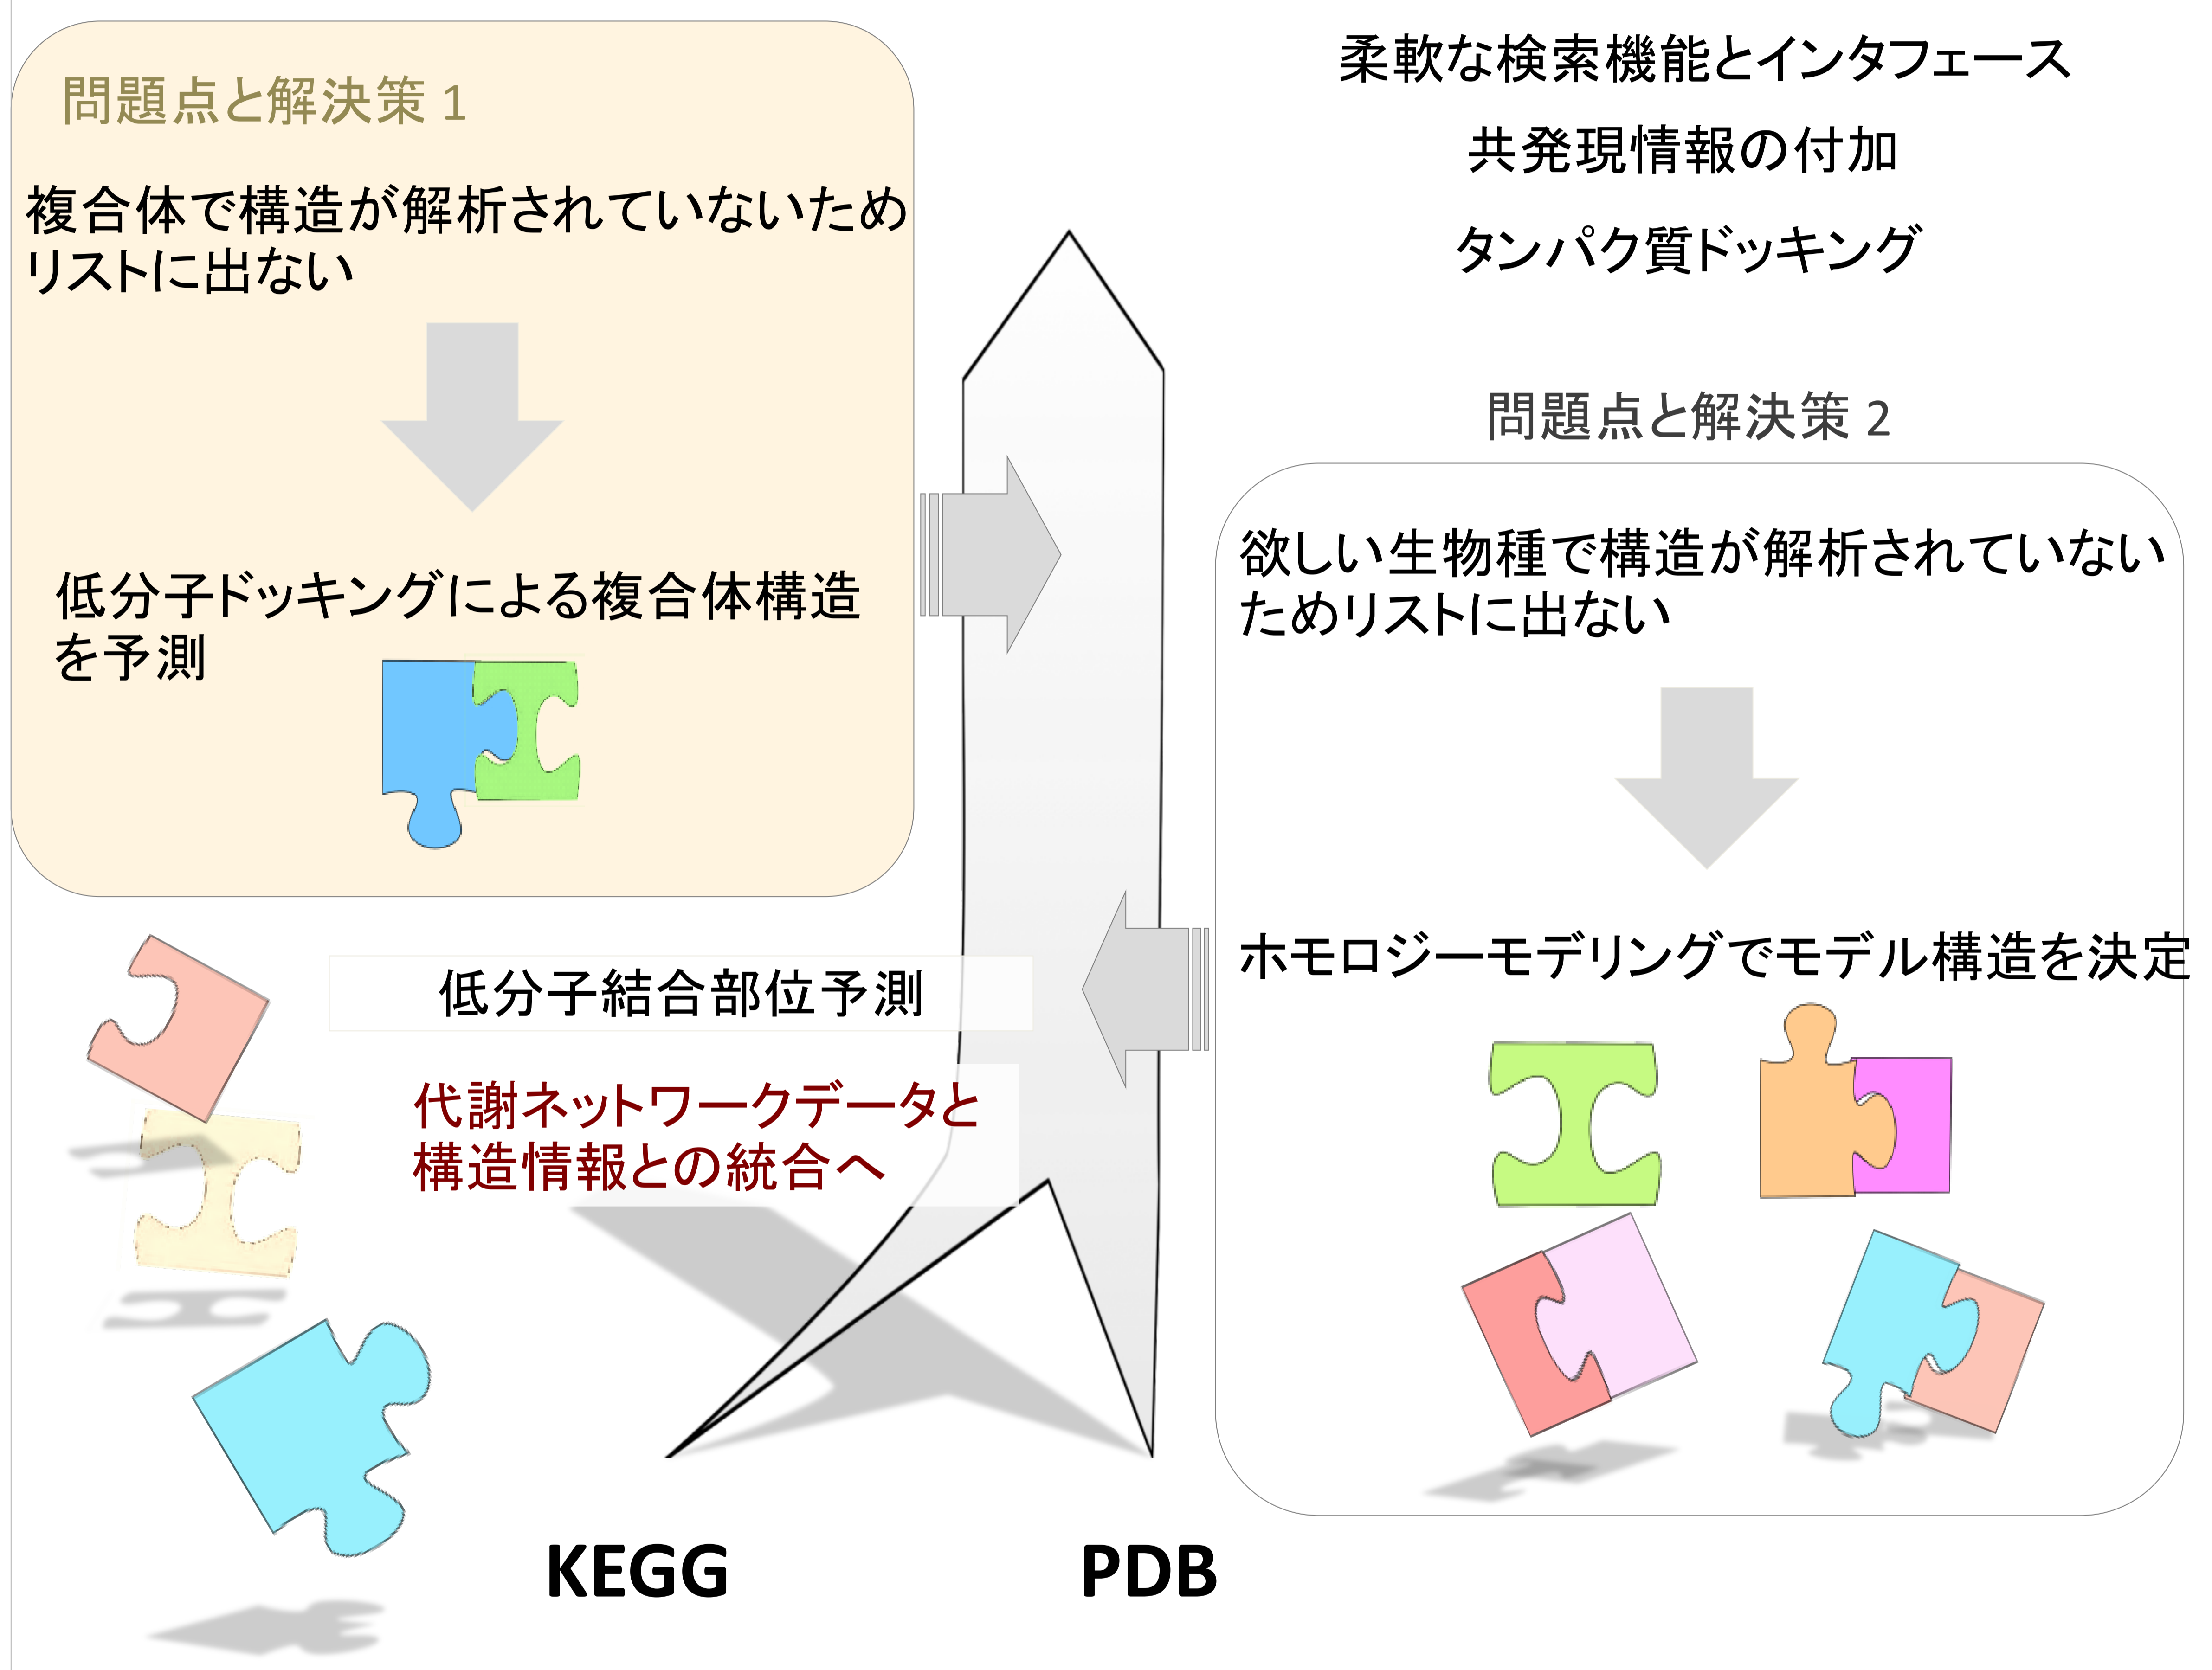 問題点と解決策 1
複合体で構造が解析されていないため
リストに出ない
低分子ドッキングによる複合体構造
を予測
柔軟な検索機能とインタフェース
共発現情報の付加
タンパク質ドッキング
問題点と解決策 2
欲しい生物種で構造が解析されていない
ためリストに出ない
ホモロジーモデリングでモデル構造を決定
低分子結合部位予測
代謝ネットワークデータと
構造情報との統合へ
KEGG
PDB